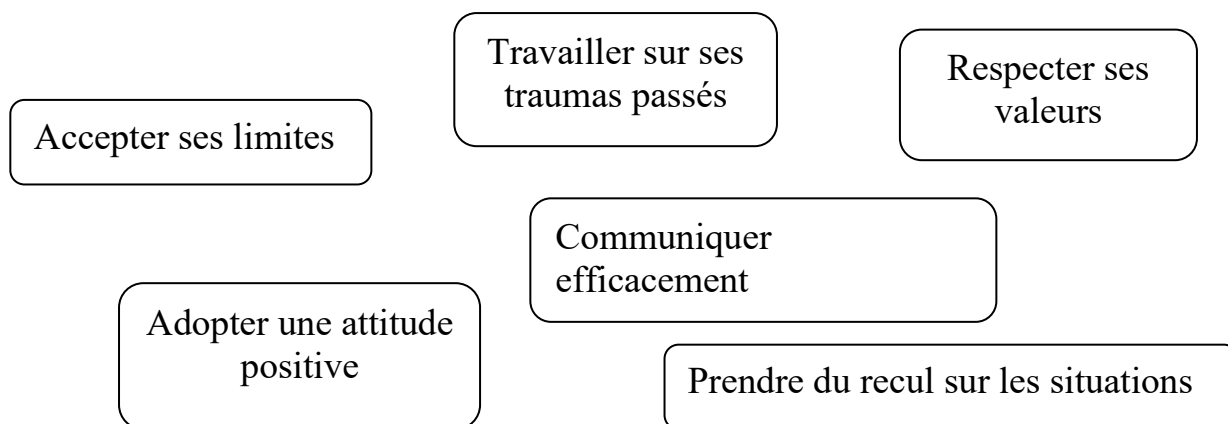 Travailler sur ses
traumas passés
Respecter ses
valeurs
Accepter ses limites
Communiquer
efficacement
Adopter une attitude
positive
Prendre du recul sur les situations